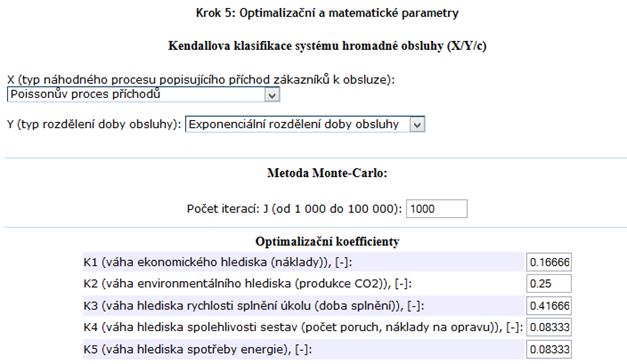 Krok 5: Optimalizační a matematické parametry
Kendallova klasifikace systému hromadné obsluhy (X/Y/c)
X (typ náhodného procesu popisujícího příchod zákazníků k obsluze):
Poissonův proces příchodů
Y (typ rozdělení doby obsluhy): Exponenciální rozdělení doby obsluhy
Metoda Monte-Carlo:
Počet iterací: J (od 1 000 do 100 000): 1000
Optimalizační koefficienty
K1 (váha ekonomického hlediska (náklady)), [-]: 0.16666
K2 (váha environmentálního hlediska (produkce CO2)), [-]: 0.25
K3 (váha hlediska rychlosti splnění úkolu (doba splnění)), [-]: 0.41666
K4 (váha hlediska spolehlivosti sestav (počet poruch, náklady na opravu)), [-]: 0.08333
K5 (váha hlediska spotřeby energie), [-]: 0.08333